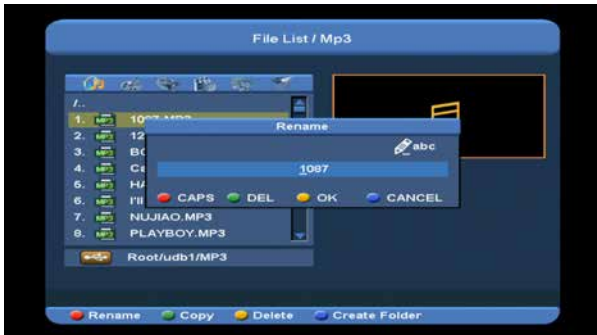 File List / Mp3
/..
1. MP3
Rename
2. MP3 12
abc
3. MP3
4. MP3
1087
5. MP3 HA
6. MP3 I'll
CAPS DEL OK CANCEL
7. MP3 NUJIAO.MP3
8. MP3 PLAYBOY.MP3
Root/udb1/MP3
Rename Copy Delete Create Folder